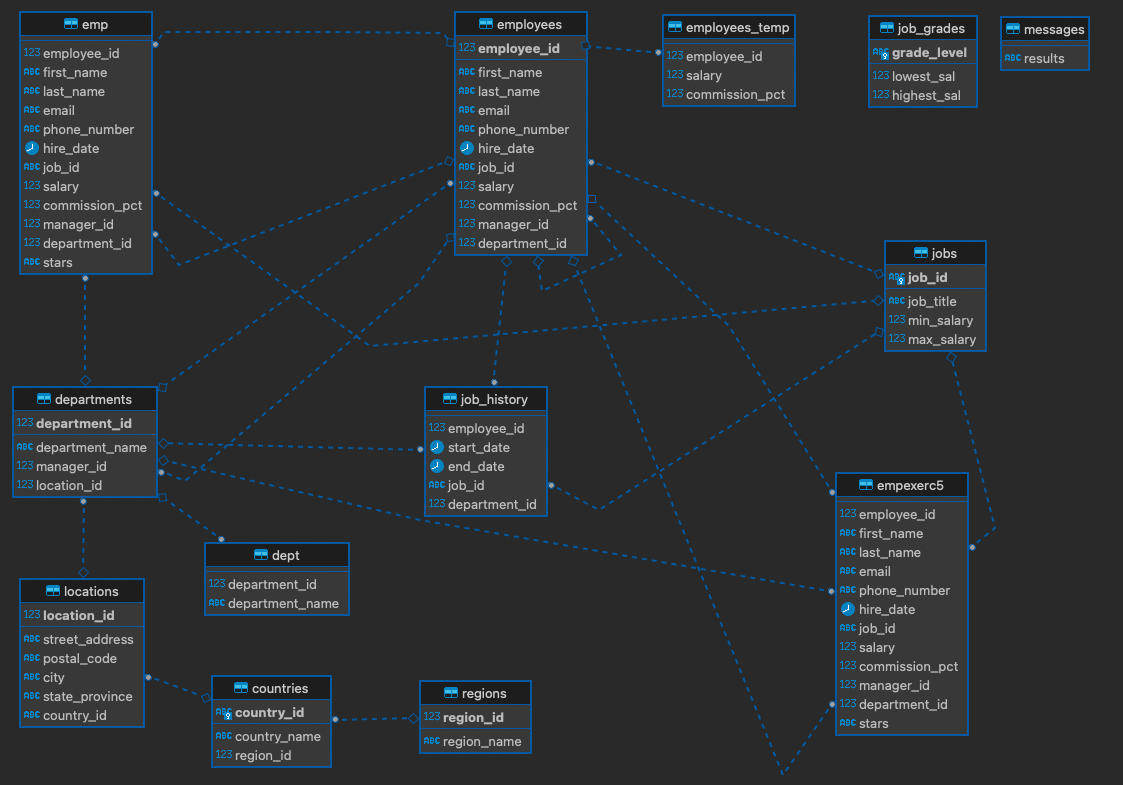 emp
123 employee_id
ABC first_name
ABC last_name
ABC email
ABC phone_number
hire_date
ABC job_id
123 salary
123 commission_pct
123 manager_id
123 department_id
ABC stars
employees
123 employee_id
ABC first_name
ABC last_name
ABC email
ABC phone_number
hire_date
ABC job_id
123 salary
123 commission_pct
123 manager_id
123 department_id
employees_temp
123 employee_id
123 salary
123 commission_pct
job_grades
ABC grade_level
123 lowest_sal
123 highest_sal
messages
ABC results
jobs
ABC job_id
ABC job_title
123 min_salary
123 max_salary
departments
123 department_id
ABC department_name
123 manager_id
123 location_id
job_history
123 employee_id
start_date
end_date
ABC job_id
123 department_id
empexerc5
123 employee_id
ABC first_name
ABC last_name
ABC email
ABC phone_number
hire_date
ABC job_id
123 salary
123 commission_pct
123 manager_id
123 department_id
ABC stars
dept
123 department_id
ABC department_name
locations
123 location_id
ABC street_address
ABC postal_code
ABC city
ABC state_province
ABC country_id
countries
ABC country_id
ABC country_name
123 region_id
regions
123 region_id
ABC region_name